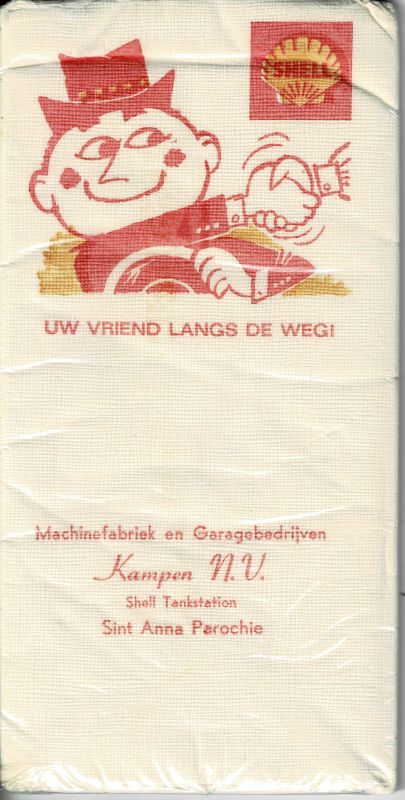 SHELL
UW VRIEND LANGS DE WEG!
Machinefabriek en Garagebedrijven
Kampen N.V.
Shell Tankstation
Sint Anna Parochie